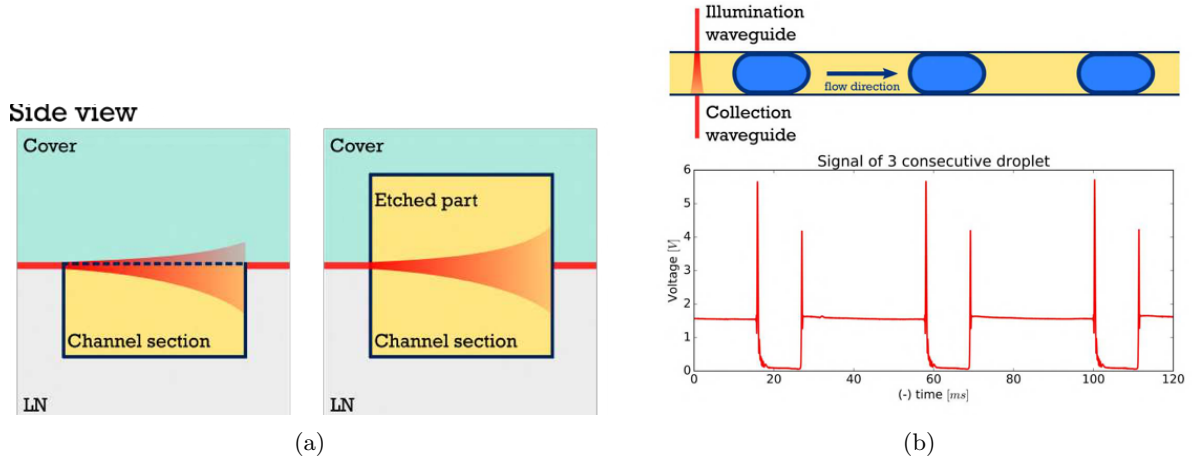 Side view
Cover
Etched part
Channel section
LN
Cover
Channel section
(a)
Illumination
waveguide
flow direction
Collection
waveguide
Signal of 3 consecutive droplet
Voltage [V]
6
5
4
3
2
1
0
0 20 40 60 80 100 120
(-) time [ms]
(b)